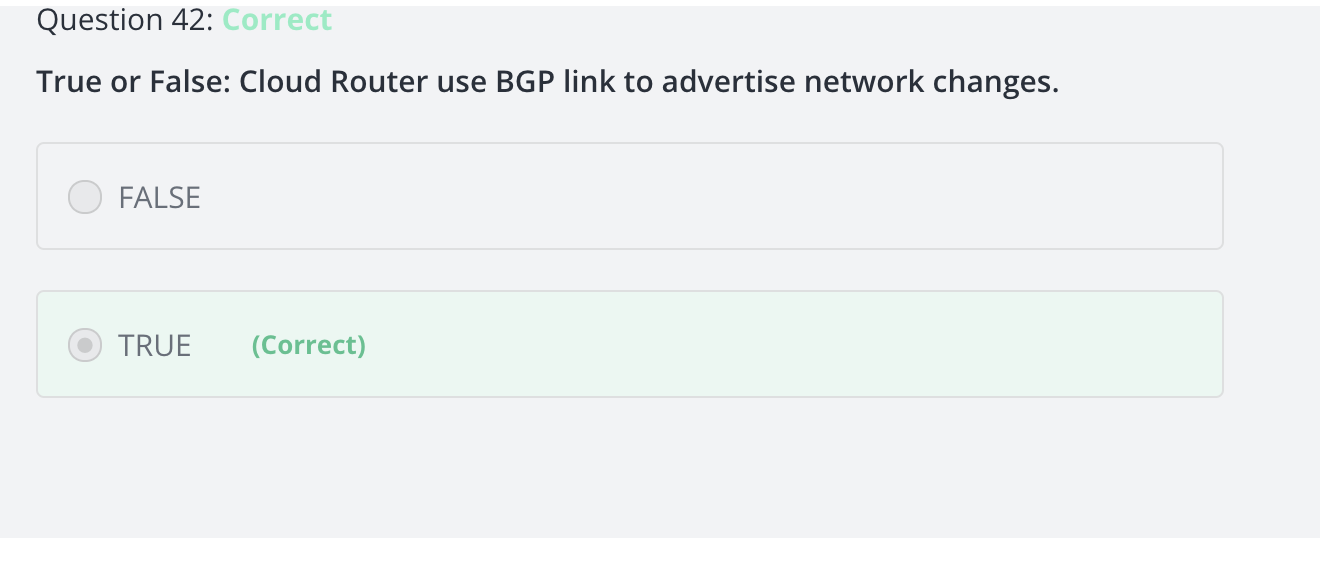 Question 42: Correct
True or False: Cloud Router use BGP link to advertise network changes.
FALSE
TRUE (Correct)